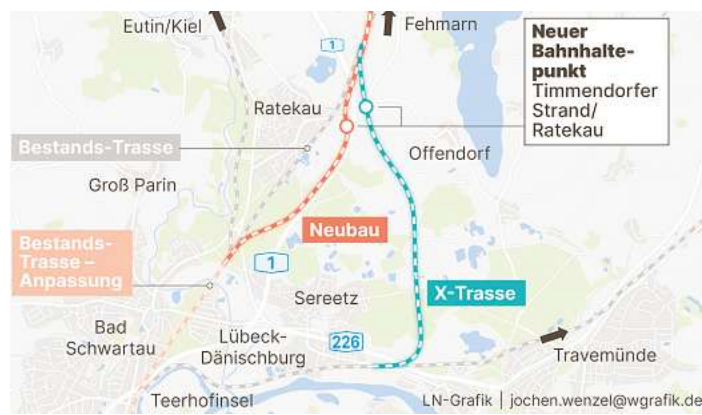 Eutin/Kiel
1
Fehmarn
Neuer
Bahnhalte-
punkt
Timmendorfer
Strand/
Ratekau
Ratekau
Bestands-Trasse
Offendorf
Groß Parin
Neubau
Bestands-
Trasse –
Anpassung
1
X-Trasse
Sereetz
Bad
Schwartau
Lübeck-
Dänischburg
226
Travemünde
Teerhofinsel
LN-Grafik | jochen.wenzel@wgrafik.de